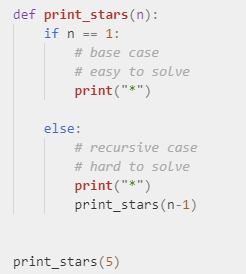 def print_stars(n):
    if n == 1:
        # base case
        # easy to solve
        print("*")

    else:
        # recursive case
        # hard to solve
        print("*")
        print_stars(n-1)


print_stars(5)